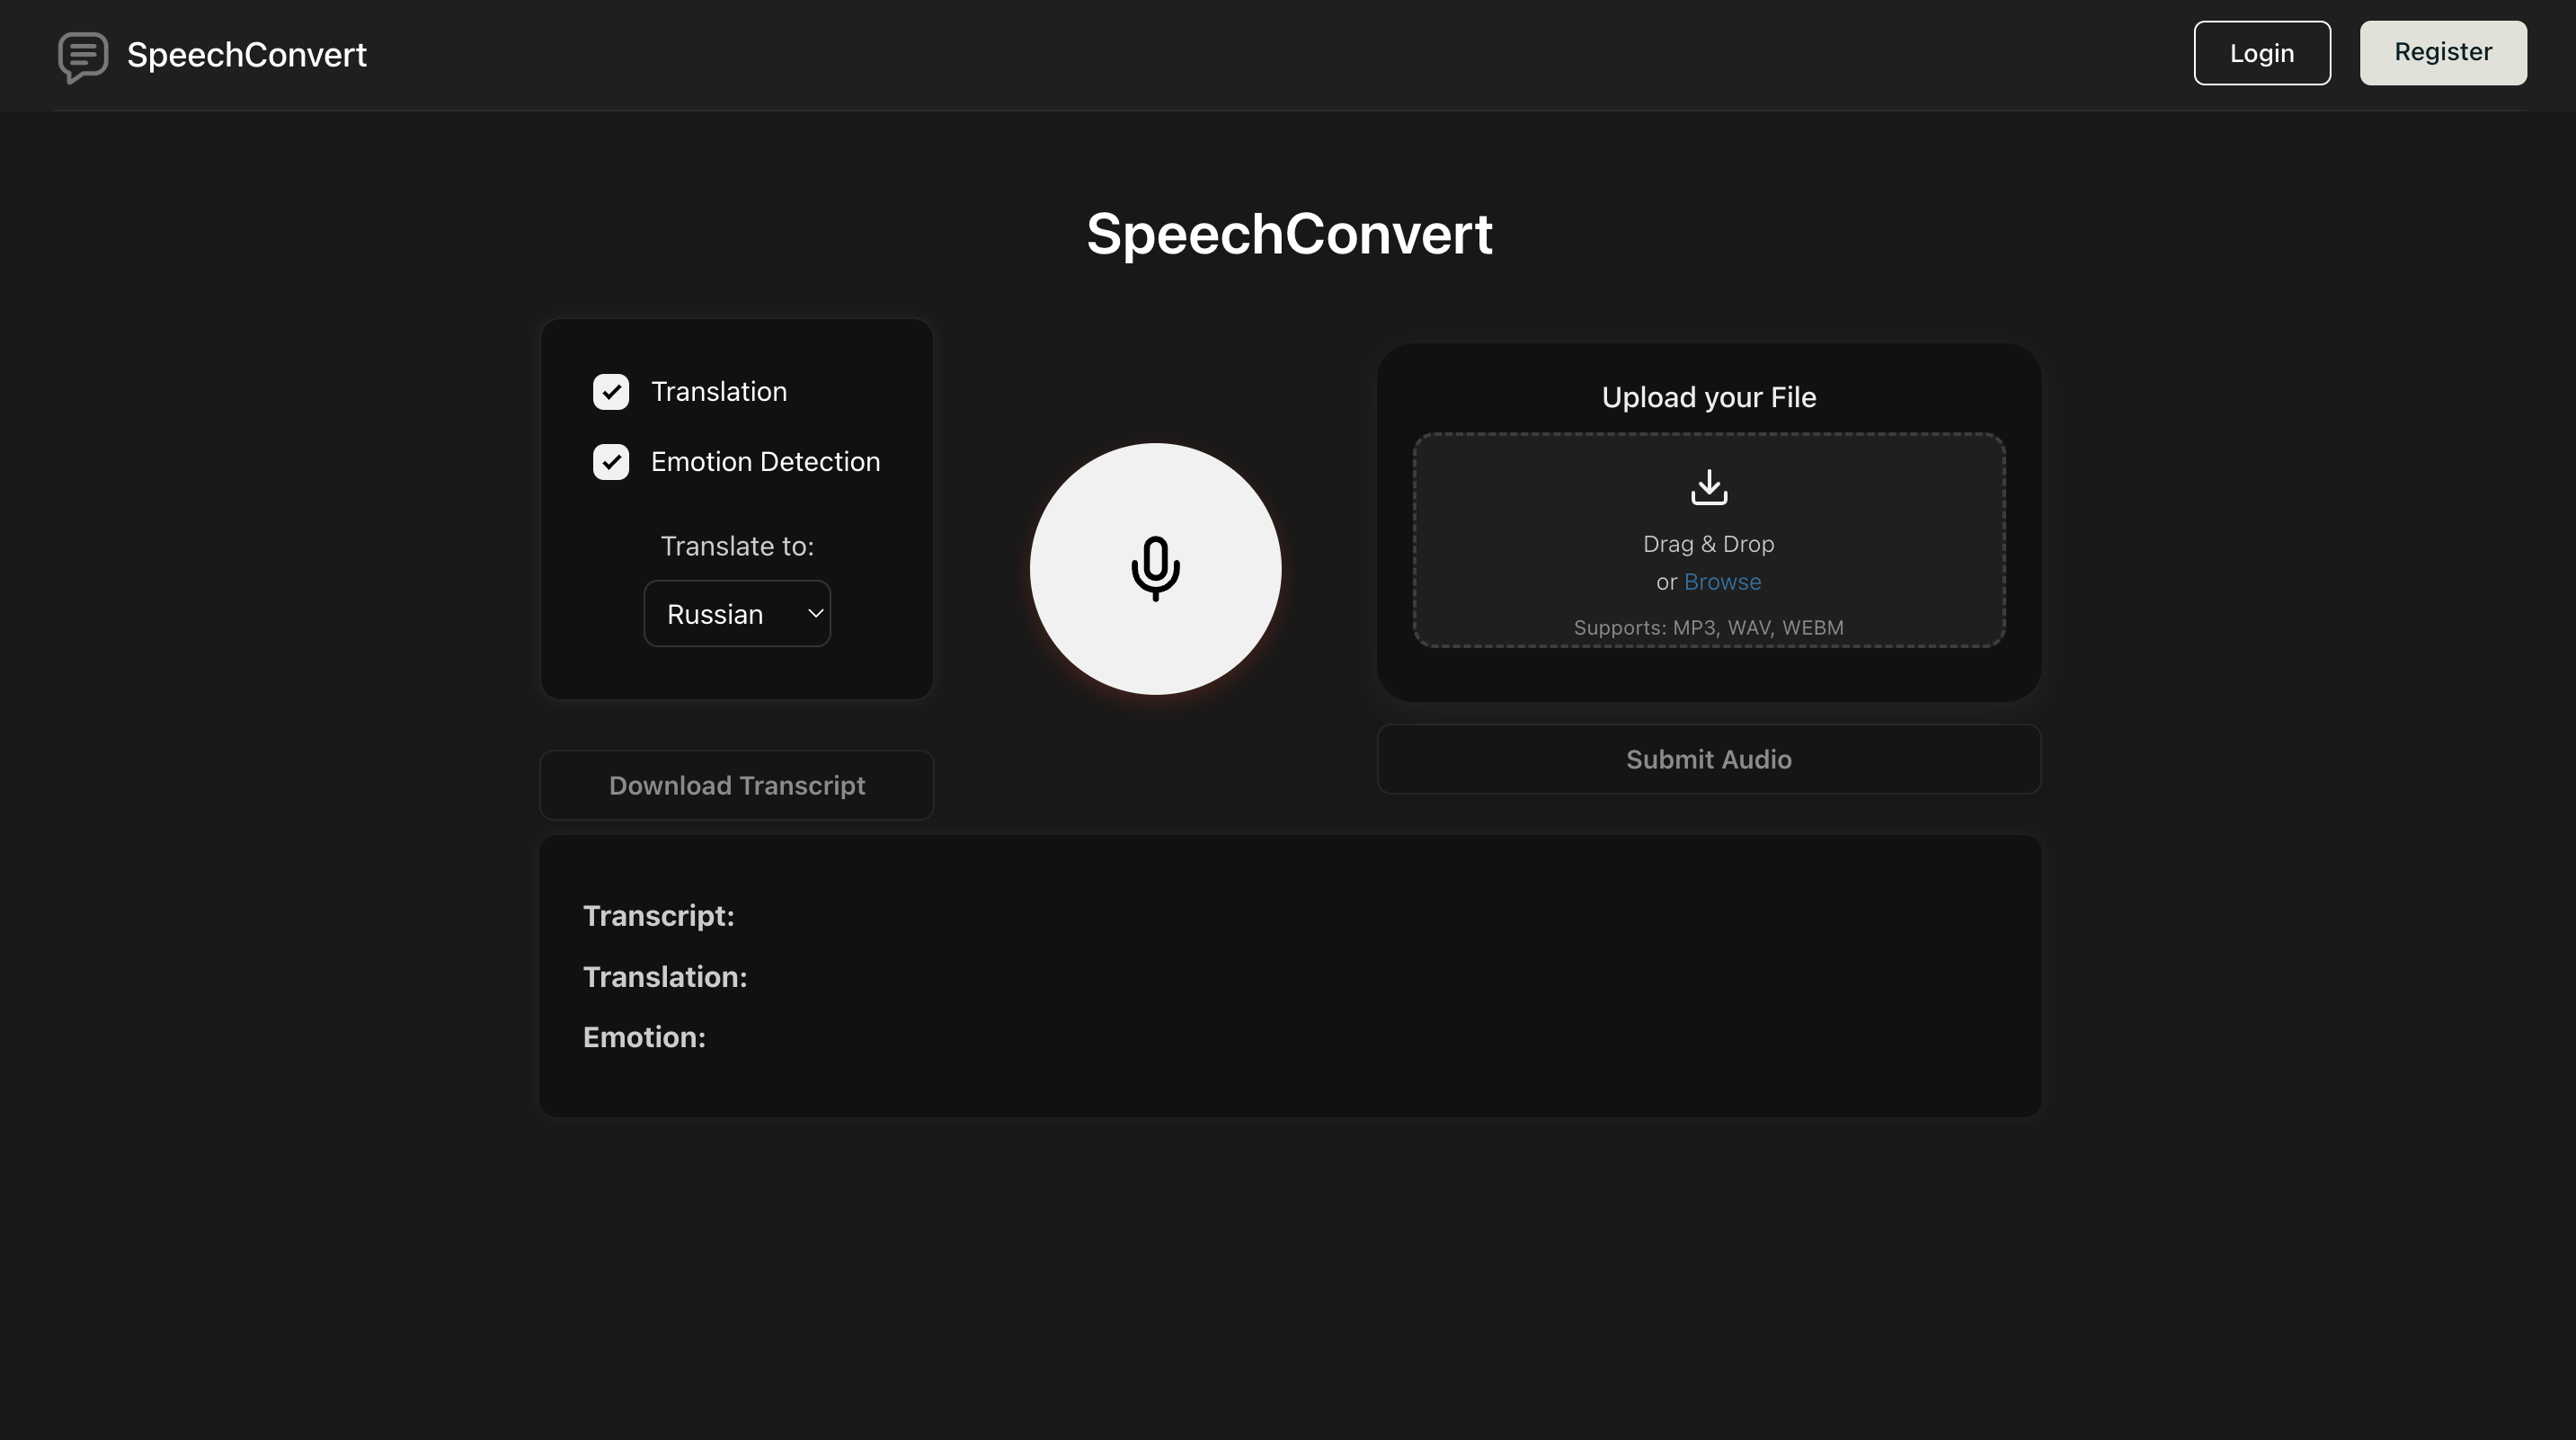 SpeechConvert
Login
Register
SpeechConvert
Translation
Emotion Detection
Translate to:
Russian
Download Transcript
Upload your File
Drag & Drop
or Browse
Supports: MP3, WAV, WEBM
Submit Audio
Transcript:
Translation:
Emotion: